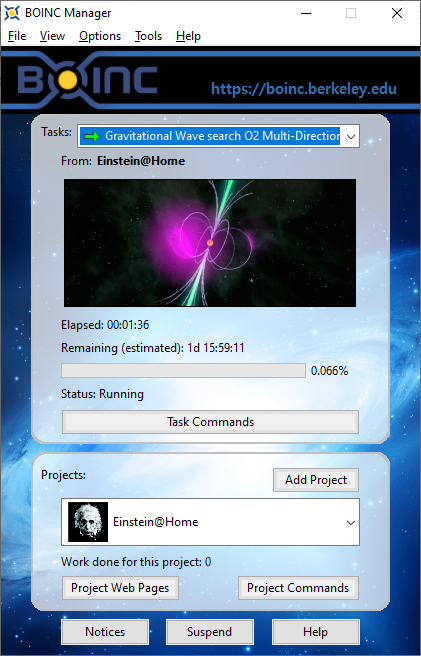 BOINC Manager
File View Options Tools Help
BOINC
https://boinc.berkeley.edu
Tasks: Gravitational Wave search O2 Multi-Direction
From: Einstein@Home
Elapsed: 00:01:36
Remaining (estimated): 1d 15:59:11
0.066%
Status: Running
Task Commands
Projects:
Add Project
Einstein@Home
Work done for this project: 0
Project Web Pages Project Commands
Notices Suspend Help